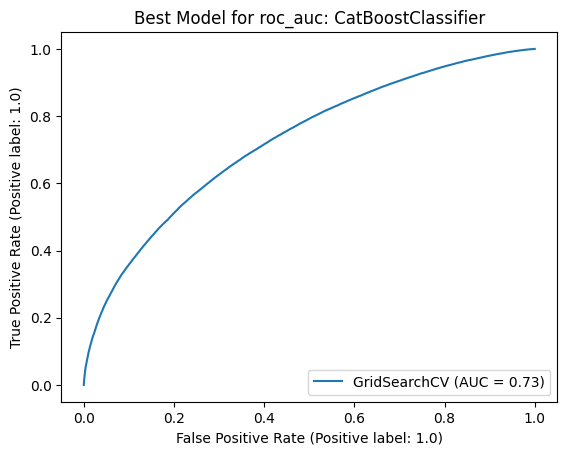 Best Model for roc_auc: CatBoostClassifier
True Positive Rate (Positive label: 1.0)
1.0
0.8
0.6
0.4
0.2
0.0
GridSearchCV (AUC = 0.73)
0.0 0.2 0.4 0.6 0.8 1.0
False Positive Rate (Positive label: 1.0)